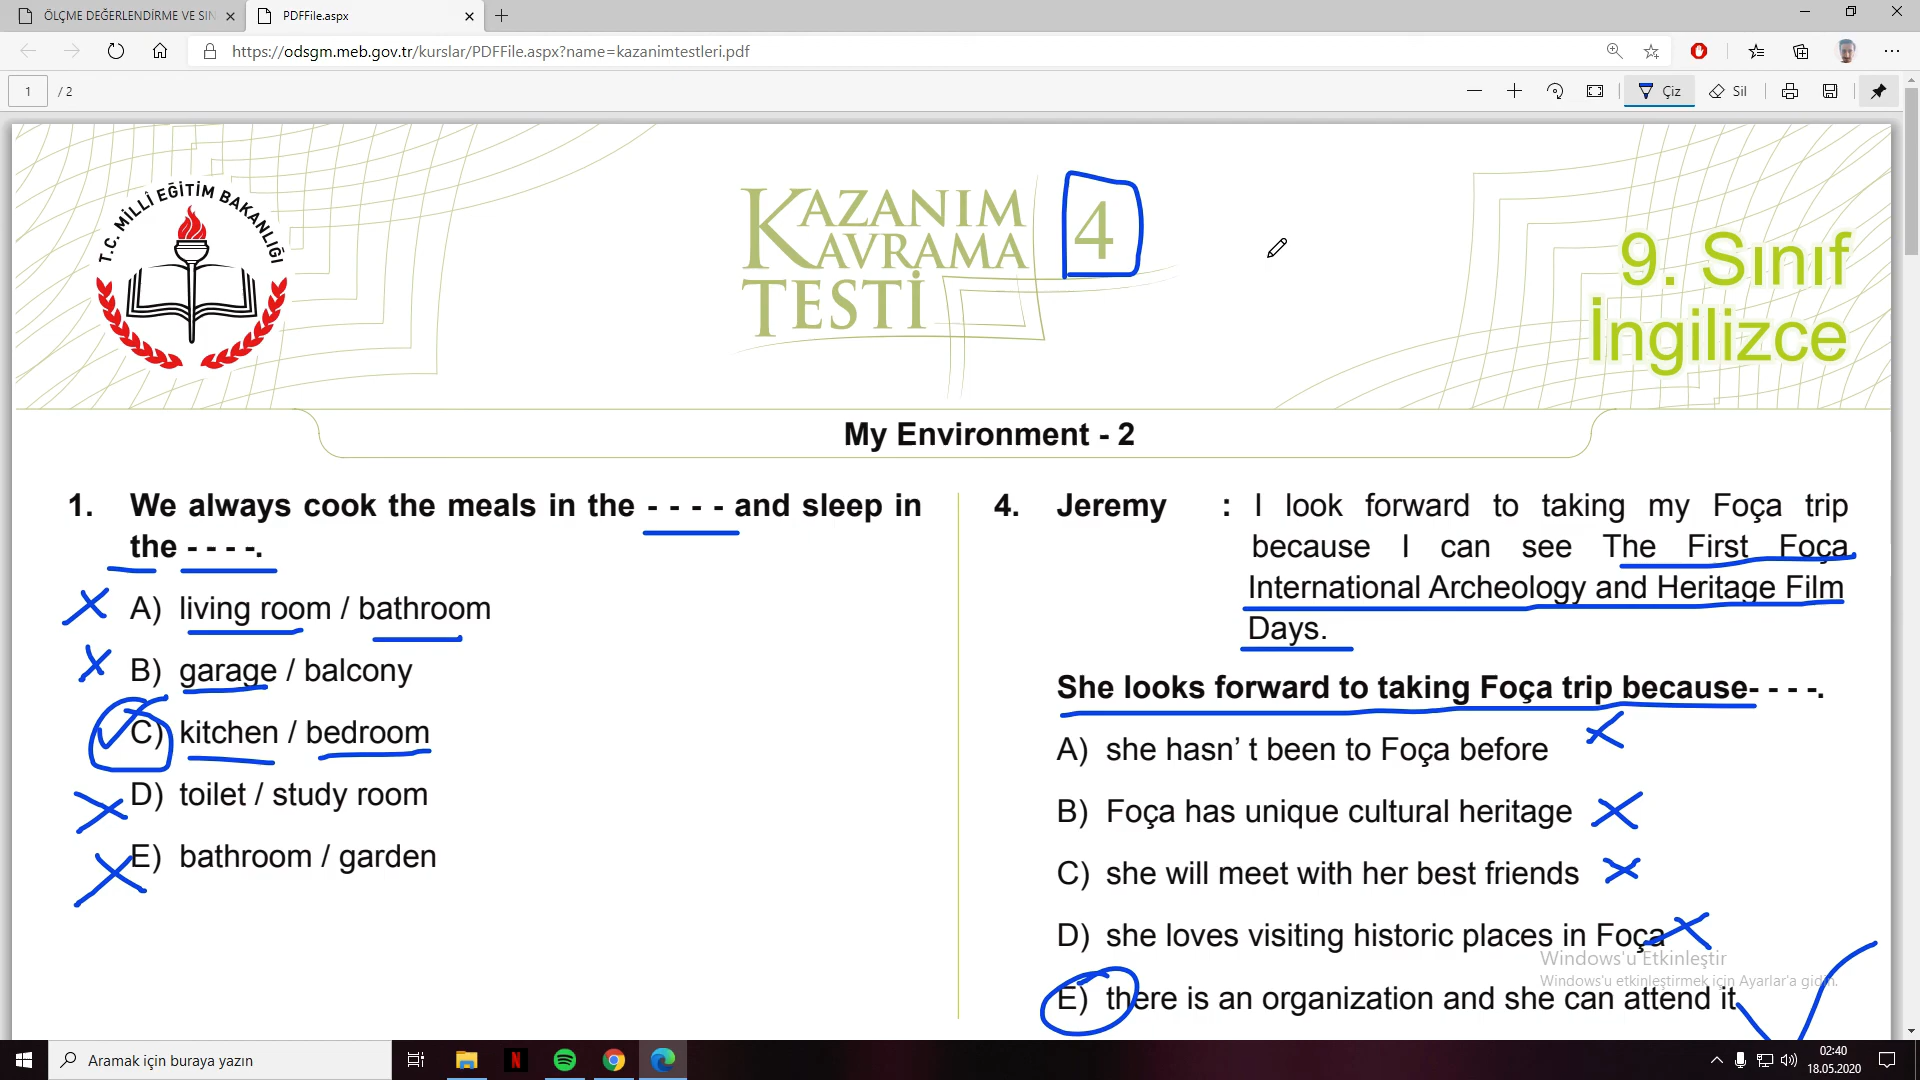 ÖLÇME DEĞERLENDİRME VE SIN
PDFFile.aspx
https://odsgm.meb.gov.tr/kurslar/PDFFile.aspx?name=kazanimtestleri.pdf
1 / 2
Çiz
Sil
T.C. MİLLÎ EĞİTİM BAKANLIĞI
KAZANIM
KAVRAMA
TESTİ
4
9. Sınıf
İngilizce
My Environment - 2
1. We always cook the meals in the - - - - and sleep in
the - - - -.
A) living room / bathroom
B) garage / balcony
C) kitchen / bedroom
D) toilet / study room
E) bathroom / garden
4. Jeremy : I look forward to taking my Foça trip
because I can see The First Foça
International Archeology and Heritage Film
Days.
She looks forward to taking Foça trip because- - - -.
A) she hasn’ t been to Foça before
B) Foça has unique cultural heritage
C) she will meet with her best friends
D) she loves visiting historic places in Foça
E) there is an organization and she can attend it
Windows'u Etkinleştir
Windows'u etkinleştirmek için Ayarlar'a gidin.
Aramak için buraya yazın
02:40
18.05.2020